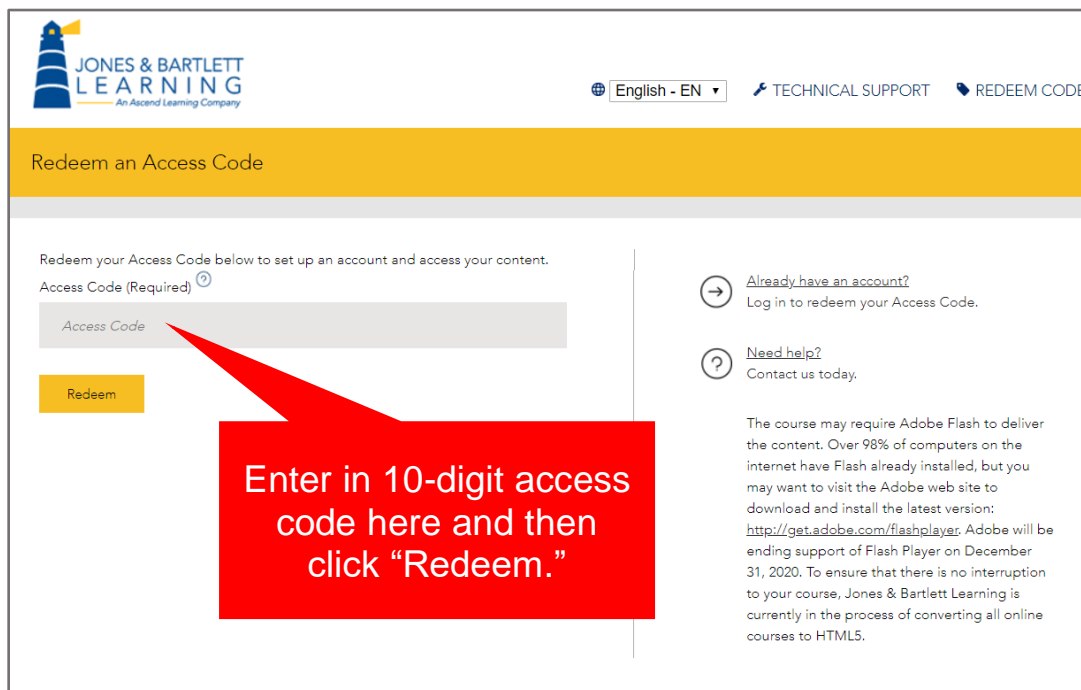 JONES & BARTLETT
LEARNING
An Ascend Learning Company
English - EN
TECHNICAL SUPPORT
REDEEM CODE
Redeem an Access Code
Redeem your Access Code below to set up an account and access your content.
Access Code (Required) ?
Access Code
Redeem
Enter in 10-digit access
code here and then
click “Redeem.”
Already have an account?
Log in to redeem your Access Code.
?
Need help?
Contact us today.
The course may require Adobe Flash to deliver
the content. Over 98% of computers on the
internet have Flash already installed, but you
may want to visit the Adobe web site to
download and install the latest version:
http://get.adobe.com/flashplayer. Adobe will be
ending support of Flash Player on December
31, 2020. To ensure that there is no interruption
to your course, Jones & Bartlett Learning is
currently in the process of converting all online
courses to HTML5.